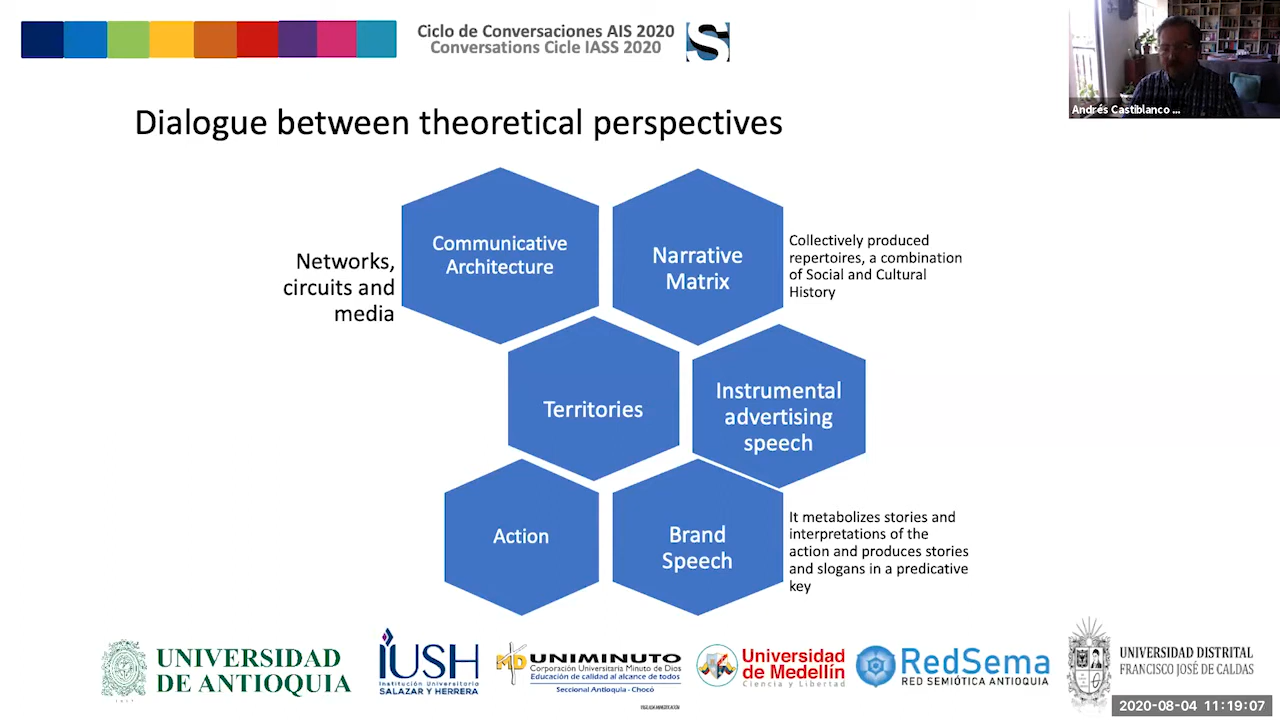 Ciclo de Conversaciones AIS 2020
Conversations Cicle IASS 2020
S
Andrés Castiblanco ...
Dialogue between theoretical perspectives
Networks,
circuits and
media
Communicative
Architecture
Narrative
Matrix
Collectively produced
repertoires, a combination
of Social and Cultural
History
Territories
Instrumental
advertising
speech
Action
Brand
Speech
It metabolizes stories and
interpretations of the
action and produces stories
and slogans in a predicative
key
UNIVERSIDAD
DE ANTIOQUIA
IUSH
Institución Universitaria
SALAZAR Y HERRERA
UNIMINUTO
Corporación Universitaria Minuto de Dios
Educación de calidad al alcance de todos
Seccional Antioquia - Chocó
Universidad
de Medellín
Ciencia y Libertad
RedSema
RED SEMIÓTICA ANTIOQUIA
UNIVERSIDAD DISTRITAL
FRANCISCO JOSÉ DE CALDAS
2020-08-04 11:19:07